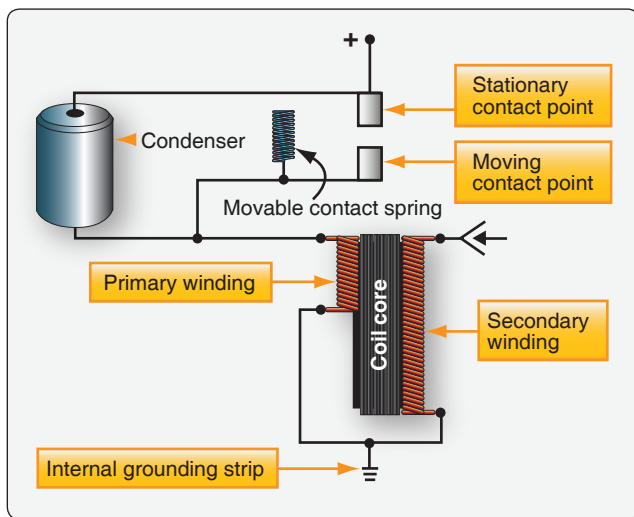 +
Stationary
contact point
Condenser
Moving
contact point
Movable contact spring
Primary winding
Coil core
Secondary
winding
Internal grounding strip